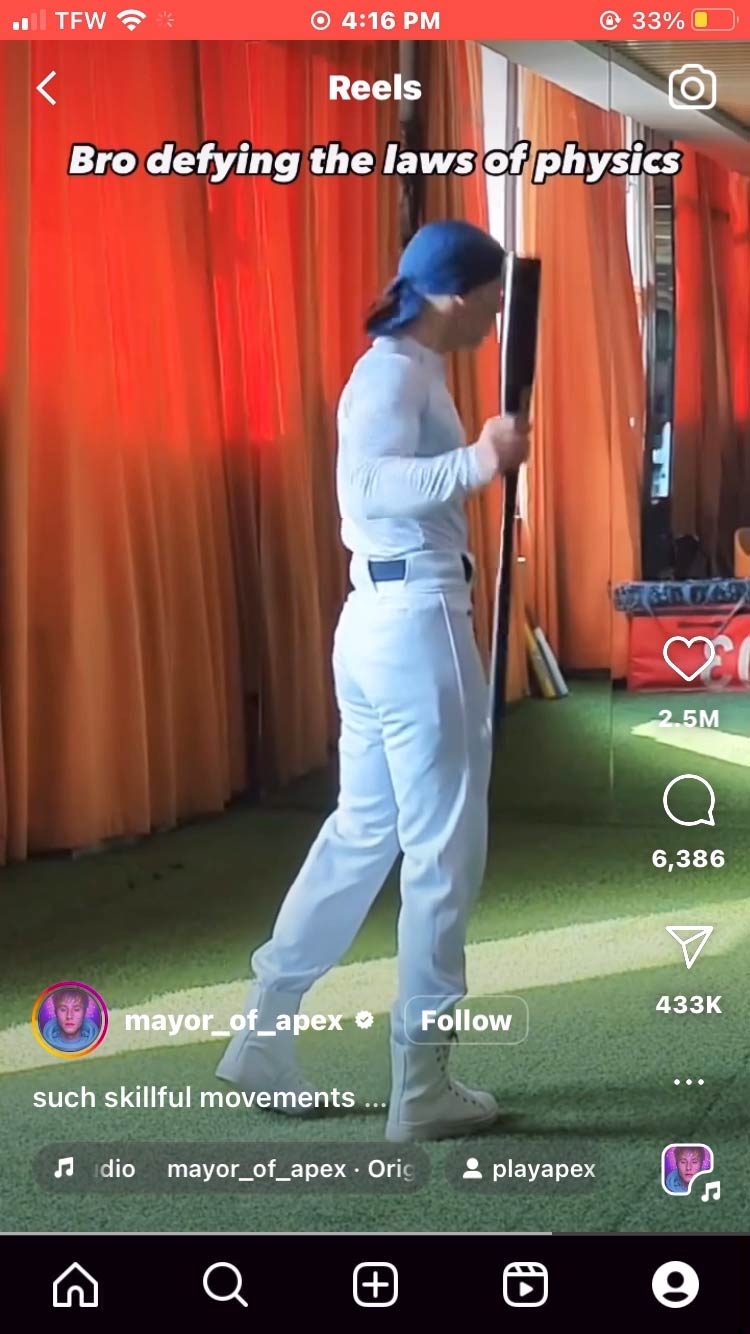 TFW 4:16 PM 33%
Reels
Bro defying the laws of physics
2.5M
6,386
433K
mayor_of_apex Follow
such skillful movements ...
dio mayor_of_apex · Orig playapex